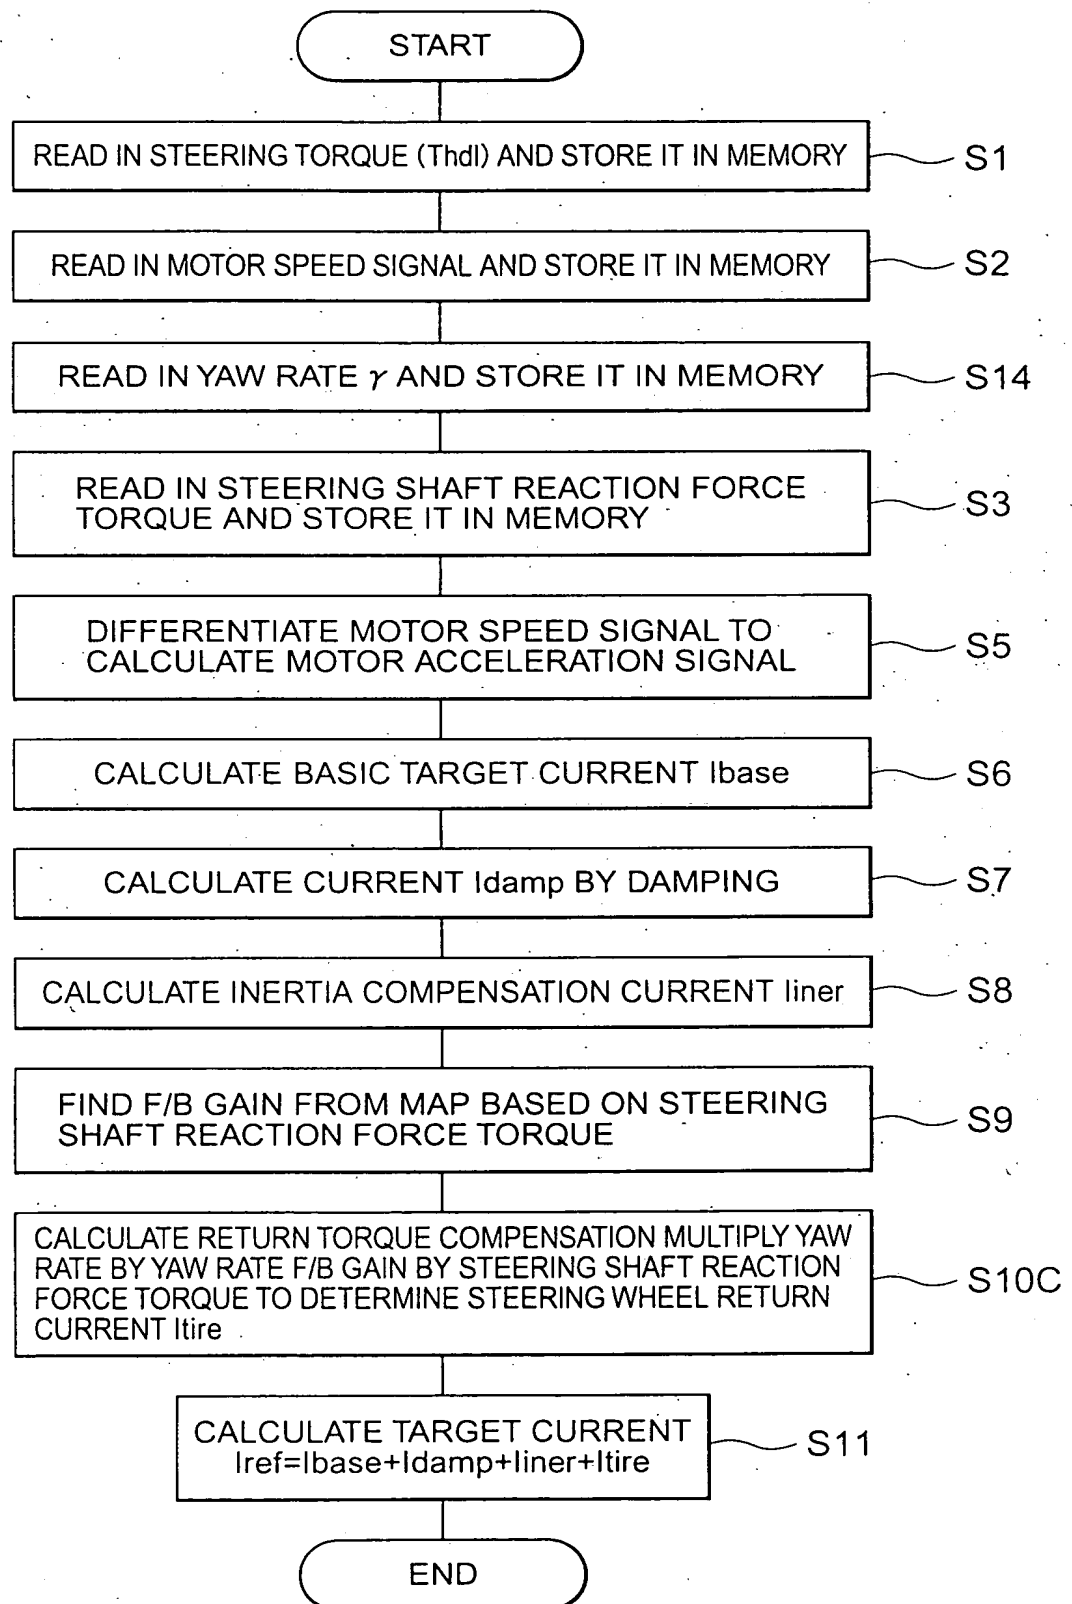 START
READ IN STEERING TORQUE (Thdl) AND STORE IT IN MEMORY
S1
READ IN MOTOR SPEED SIGNAL AND STORE IT IN MEMORY
S2
READ IN YAW RATE γ AND STORE IT IN MEMORY
S14
READ IN STEERING SHAFT REACTION FORCE
TORQUE AND STORE IT IN MEMORY
S3
DIFFERENTIATE MOTOR SPEED SIGNAL TO
CALCULATE MOTOR ACCELERATION SIGNAL
S5
CALCULATE BASIC TARGET CURRENT Ibase
S6
CALCULATE CURRENT Idamp BY DAMPING
S7
CALCULATE INERTIA COMPENSATION CURRENT Iiner
S8
FIND F/B GAIN FROM MAP BASED ON STEERING
SHAFT REACTION FORCE TORQUE
S9
CALCULATE RETURN TORQUE COMPENSATION MULTIPLY YAW
RATE BY YAW RATE F/B GAIN BY STEERING SHAFT REACTION
FORCE TORQUE TO DETERMINE STEERING WHEEL RETURN
CURRENT Itire
S10C
CALCULATE TARGET CURRENT
Iref=Ibase+Idamp+Iiner+Itire
S11
END